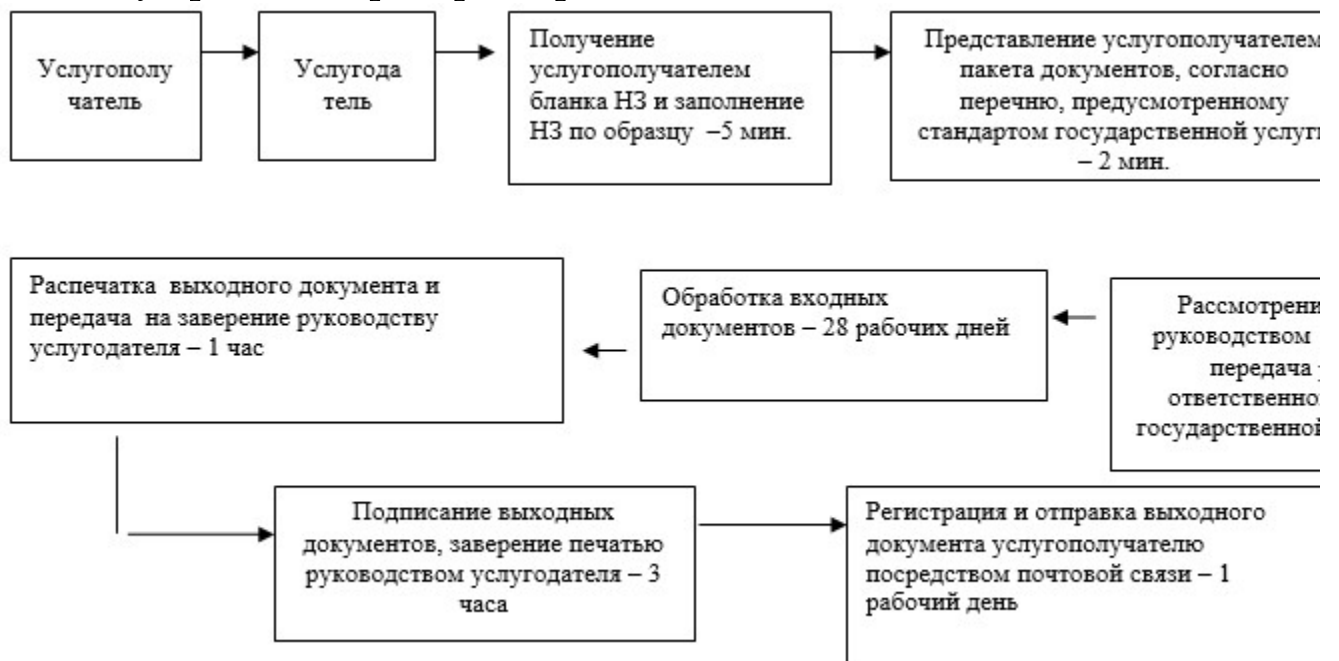 Услугополу
чатель
Услугода
тель
Получение
услугополучателем
бланка НЗ и заполнение
НЗ по образцу –5 мин.
Представление услугополучателем
пакета документов, согласно
перечню, предусмотренному
стандартом государственной
– 2 мин.
Распечатка выходного документа и
передача на заверение руководству
услугодателя – 1 час
Обработка входных
документов – 28 рабочих дней
руководством
передача
Подписание выходных
документов, заверение печатью
руководством услугодателя – 3
часа
Регистрация и отправка выходного
документа услугополучателю
посредством почтовой связи – 1
рабочий день